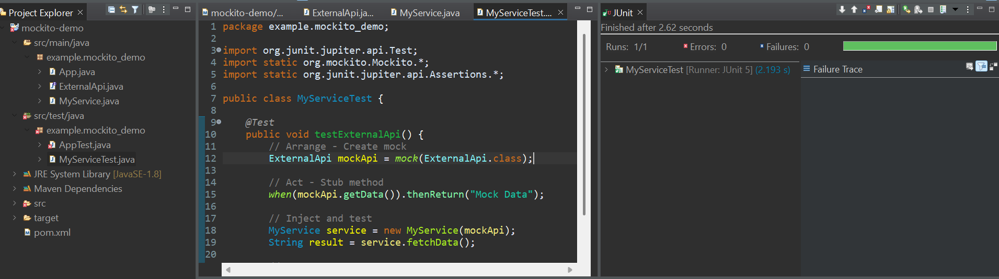 Project Explorer
mockito-demo
src/main/java
example.mockito_demo
App.java
ExternalApi.java
MyService.java
src/test/java
example.mockito_demo
AppTest.java
MyServiceTest.java
JRE System Library [JavaSE-1.8]
Maven Dependencies
src
target
pom.xml
mockito-demo/... ExternalApi.ja... MyService.java MyServiceTest....
1 package example.mockito_demo;
2
3 import org.junit.jupiter.api.Test;
4 import static org.mockito.Mockito.*;
5 import static org.junit.jupiter.api.Assertions.*;
6
7 public class MyServiceTest {
8
9 @Test
10 public void testExternalApi() {
11 // Arrange - Create mock
12 ExternalApi mockApi = mock(ExternalApi.class);
13
14 // Act - Stub method
15 when(mockApi.getData()).thenReturn("Mock Data");
16
17 // Inject and test
18 MyService service = new MyService(mockApi);
19 String result = service.fetchData();
20
JUnit
Finished after 2.62 seconds
Runs: 1/1 Errors: 0 Failures: 0
MyServiceTest [Runner: JUnit 5] (2.193 s)
Failure Trace